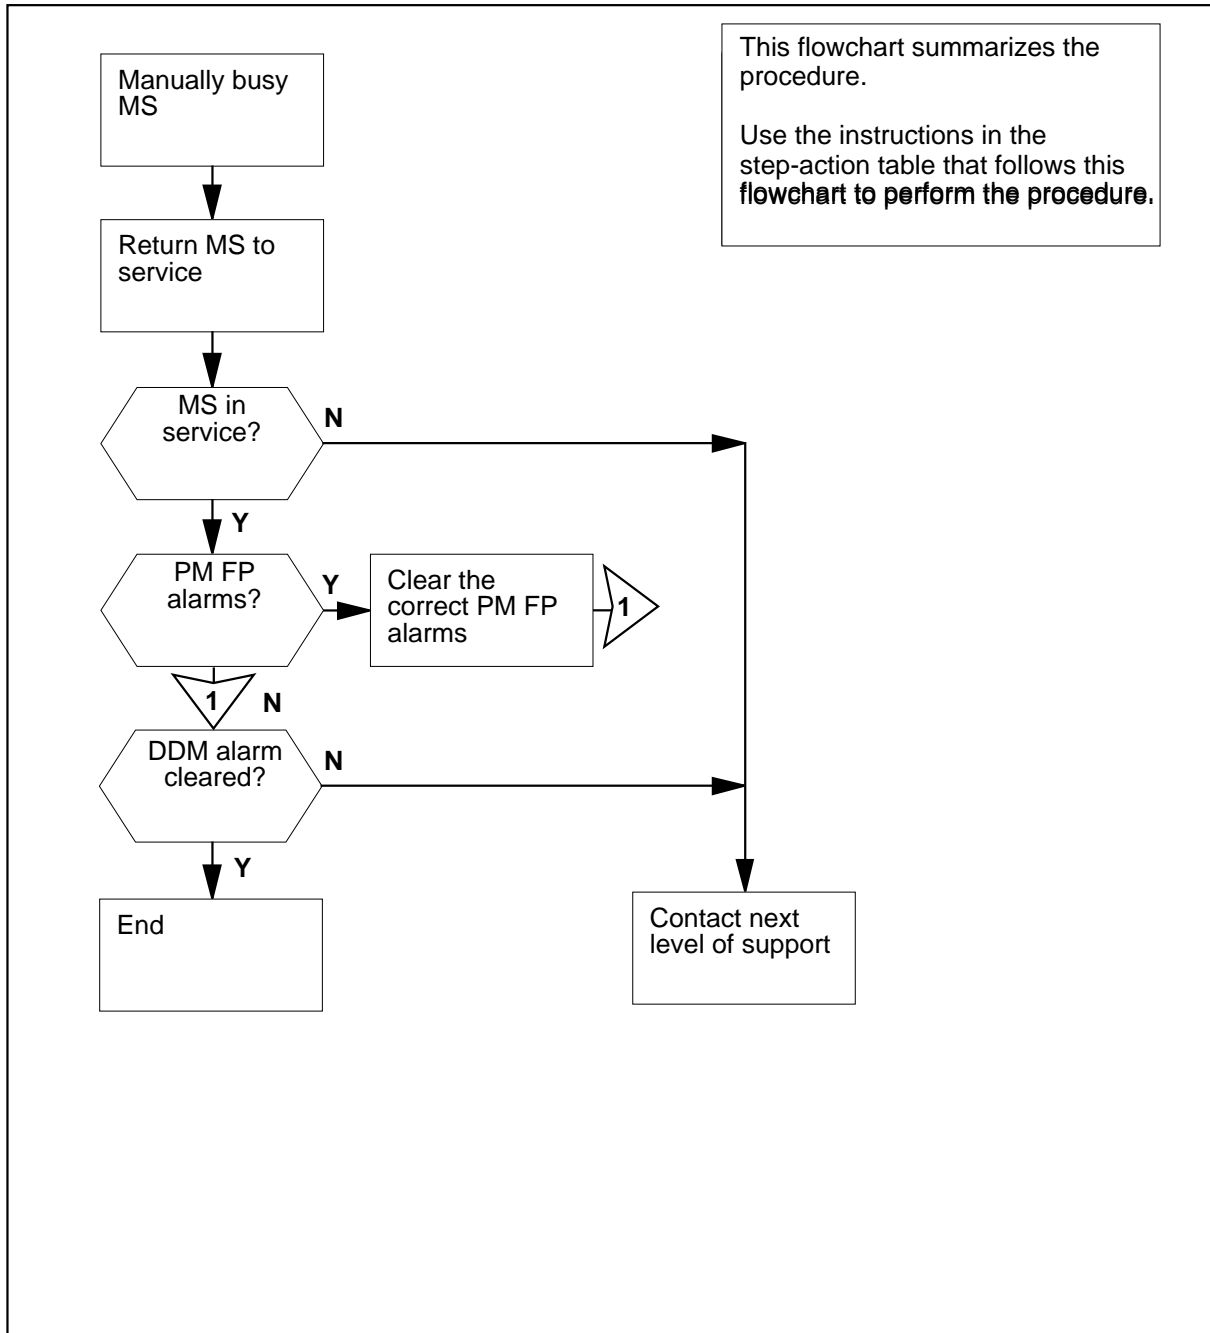 Manually busy
MS
This flowchart summarizes the
procedure.
Use the instructions in the
step-action table that follows this
flowchart to perform the procedure.
Return MS to
service
MS in
service?
N
Y
PM FP
alarms?
Y
Clear the
correct PM FP
alarms
1
1
N
DDM alarm
cleared?
N
Y
End
Contact next
level of support